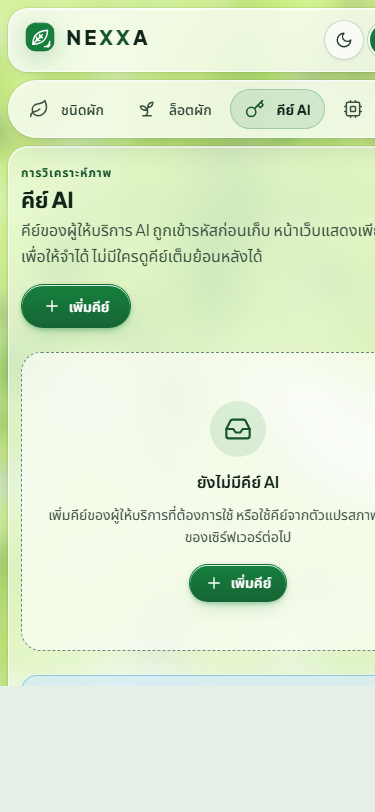 NEXXA
ชนิดผัก
ล็อตผัก
คีย์ AI
การวิเคราะห์ภาพ
คีย์ AI
คีย์ของผู้ให้บริการ AI ถูกเข้ารหัสก่อนเก็บ หน้าเว็บแสดงเพีย
เพื่อให้จำได้ ไม่มีใครดูคีย์เต็มย้อนหลังได้
เพิ่มคีย์
ยังไม่มีคีย์ AI
เพิ่มคีย์ของผู้ให้บริการที่ต้องการใช้ หรือใช้คีย์จากตัวแปรสภาพ
ของเซิร์ฟเวอร์ต่อไป
เพิ่มคีย์